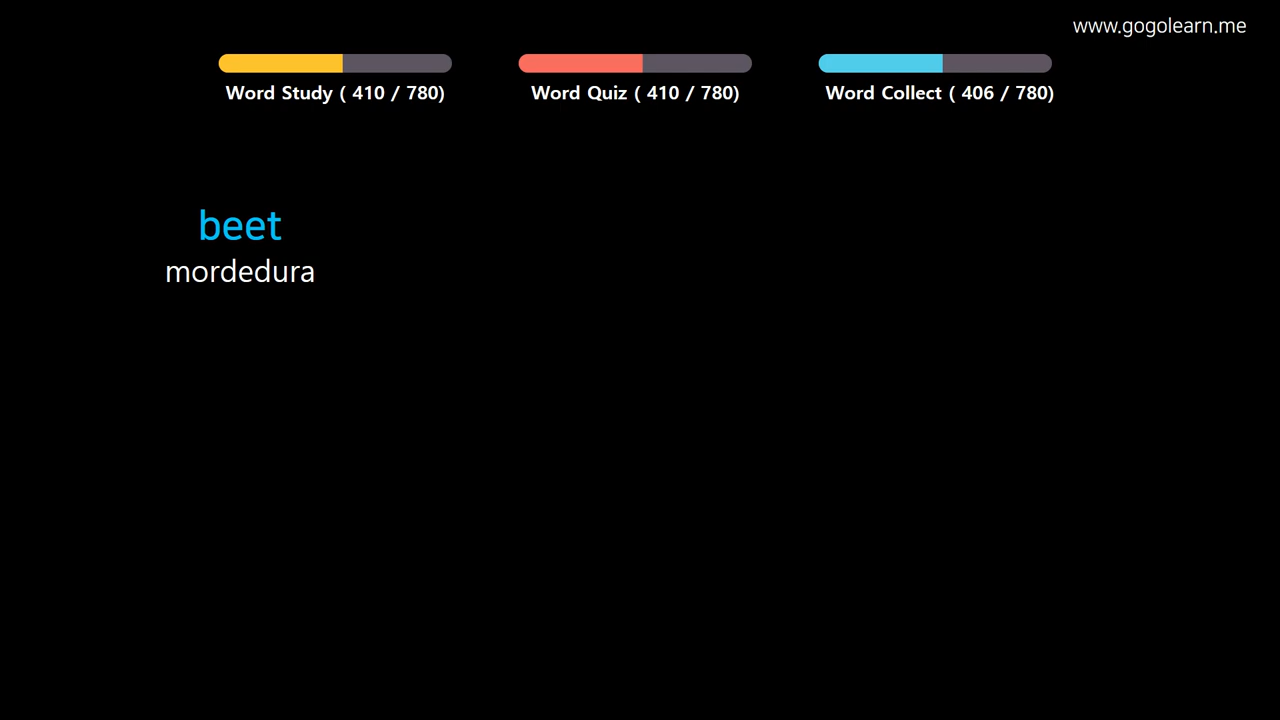 www.gogolearn.me
Word Study ( 410 / 780)
Word Quiz ( 410 / 780)
Word Collect ( 406 / 780)
beet
mordedura